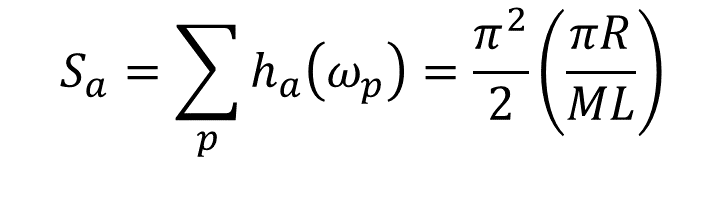 S_a = \sum_p h_a(\omega_p) = \frac{\pi^2}{2} \left( \frac{\pi R}{ML} \right)